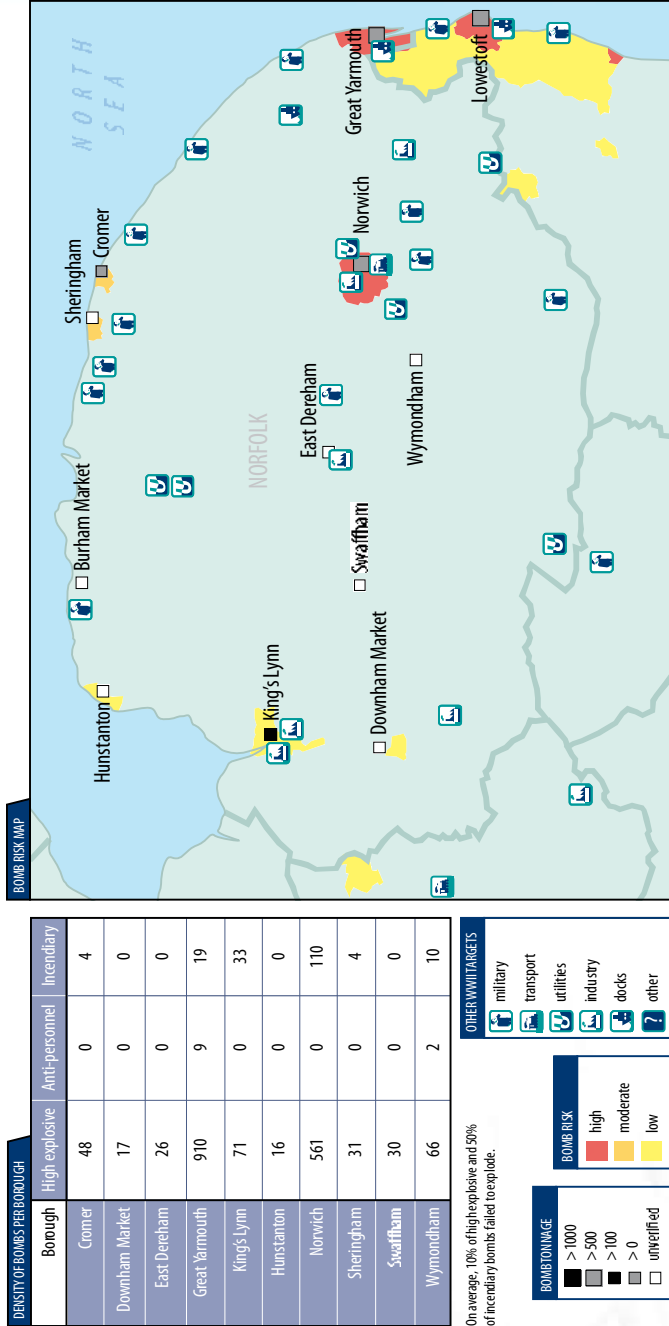 DENSITY OF BOMBS PER BOROUGH
Borough High explosive Anti-personnel Incendiary
Cromer 48 0 4
Downham Market 17 0 0
East Dereham 26 0 0
Great Yarmouth 910 9 19
King's Lynn 71 0 33
Hunstanton 16 0 0
Norwich 561 0 110
Sheringham 31 0 4
Swaffham 30 0 0
Wymondham 66 2 10
On average, 10% of high explosive and 50%
of incendiary bombs failed to explode.
BOMB TONNAGE
> 1000
> 500
> 100
> 0
unverified
BOMB RISK
high
moderate
low
OTHER WWII TARGETS
military
transport
utilities
industry
docks
? other
BOMB RISK MAP
NORTH
SEA
Sheringham
Cromer
Burham Market
Hunstanton
King's Lynn
NORFOLK
East Dereham
Great Yarmouth
Norwich
Swaffham
Downham Market
Wymondham
Lowestoft